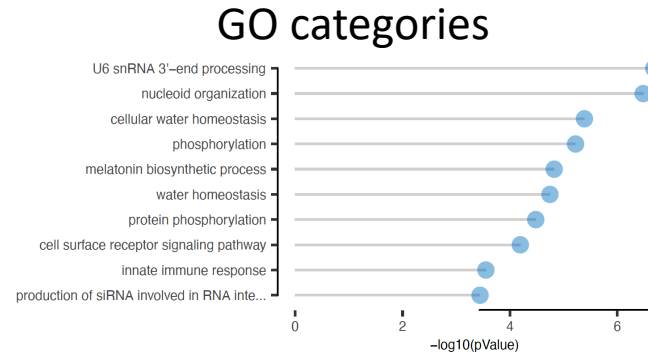 GO categories
U6 snRNA 3'−end processing
nucleoid organization
cellular water homeostasis
phosphorylation
melatonin biosynthetic process
water homeostasis
protein phosphorylation
cell surface receptor signaling pathway
innate immune response
production of siRNA involved in RNA inte...
0 2 4 6
−log10(pValue)